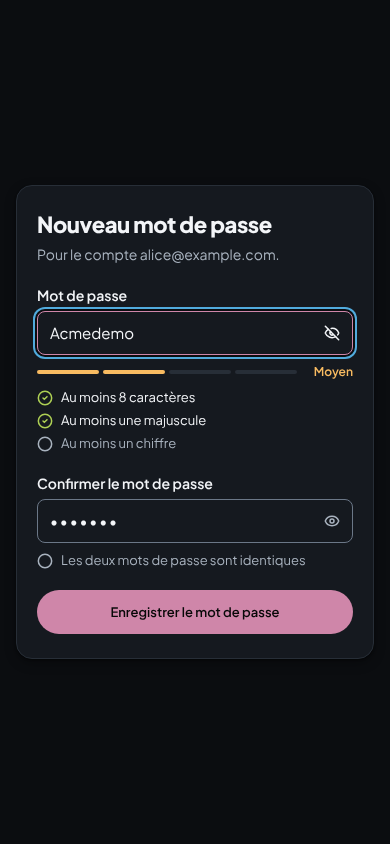 Nouveau mot de passe
Pour le compte alice@example.com.
Mot de passe
Acmedemo
Moyen
Au moins 8 caractères
Au moins une majuscule
Au moins un chiffre
Confirmer le mot de passe
•••••••
Les deux mots de passe sont identiques
Enregistrer le mot de passe